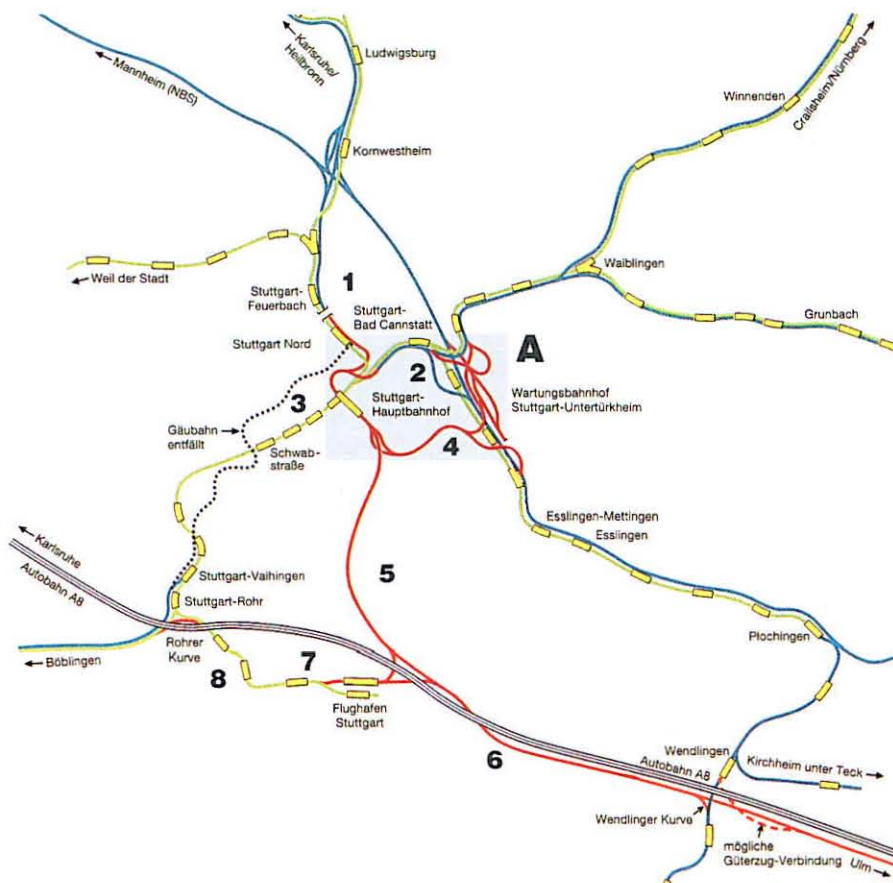 Karlsruhe/
Heilbronn
Ludwigsburg
Mannheim (NBS)
Crailsheim/Nürnberg
Winnenden
Kornwestheim
Weil der Stadt
Waiblingen
Grunbach
1
Stuttgart-
Feuerbach
Stuttgart-
Bad Cannstatt
Stuttgart Nord
A
2
Wartungsbahnhof
Stuttgart-Untertürkheim
3
Stuttgart-
Hauptbahnhof
Gäubahn
entfällt
Schwab-
straße
4
Esslingen-Mettingen
Esslingen
Karlsruhe
Autobahn A8
5
Stuttgart-Vaihingen
Stuttgart-Rohr
Plochingen
Böblingen
Rohrer
Kurve
8
7
Flughafen
Stuttgart
6
Wendlingen
Autobahn A8
Kirchheim unter Teck
Wendlinger Kurve
mögliche
Güterzug-Verbindung
Ulm